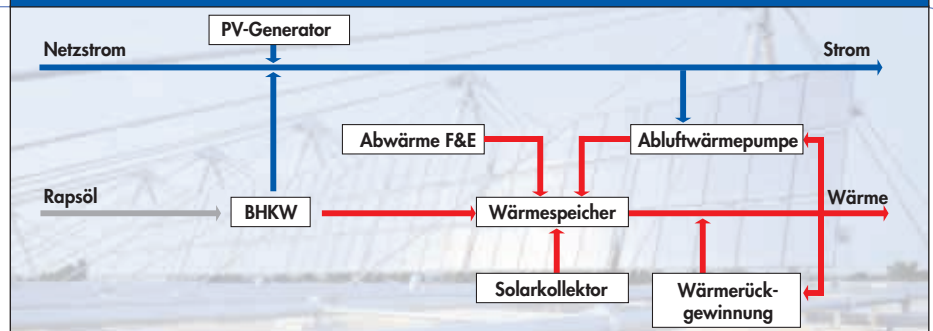 PV-Generator
Netzstrom
Strom
Abwärme F&E
Abluftwärmepumpe
Rapsöl
BHKW
Wärmespeicher
Wärme
Solarkollektor
Wärmerück-
gewinnung